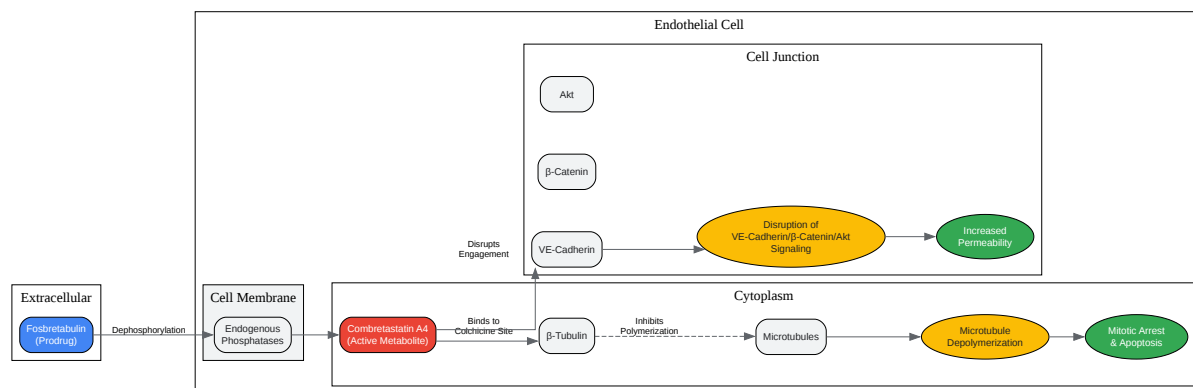 Endothelial Cell
Cell Junction
Akt
β-Catenin
Disruption of
VE-Cadherin/β-Catenin/Akt
Signaling
Increased
Permeability
VE-Cadherin
Disrupts
Engagement
Extracellular
Cell Membrane
Cytoplasm
Fosbretabulin
(Prodrug)
Dephosphorylation
Endogenous
Phosphatases
Combretastatin A4
(Active Metabolite)
Binds to
Colchicine Site
β-Tubulin
Inhibits
Polymerization
Microtubules
Microtubule
Depolymerization
Mitotic Arrest
& Apoptosis